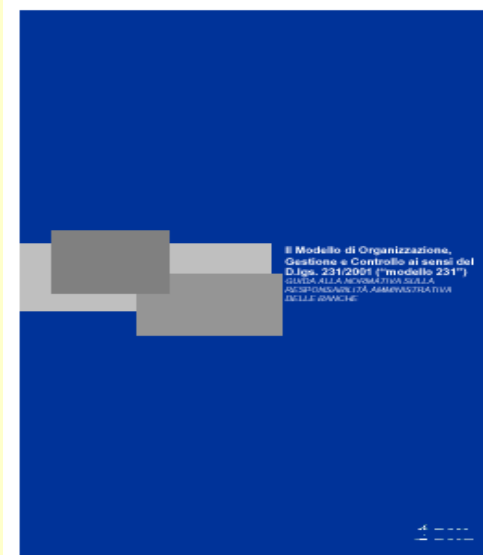 Il Modello di Organizzazione,
Gestione e Controllo ai sensi del
D.lgs. 231/2001 ("modello 231")
GUIDA ALLA NORMATIVA SULLA
RESPONSABILITÀ AMMINISTRATIVA
DELLE BANCHE